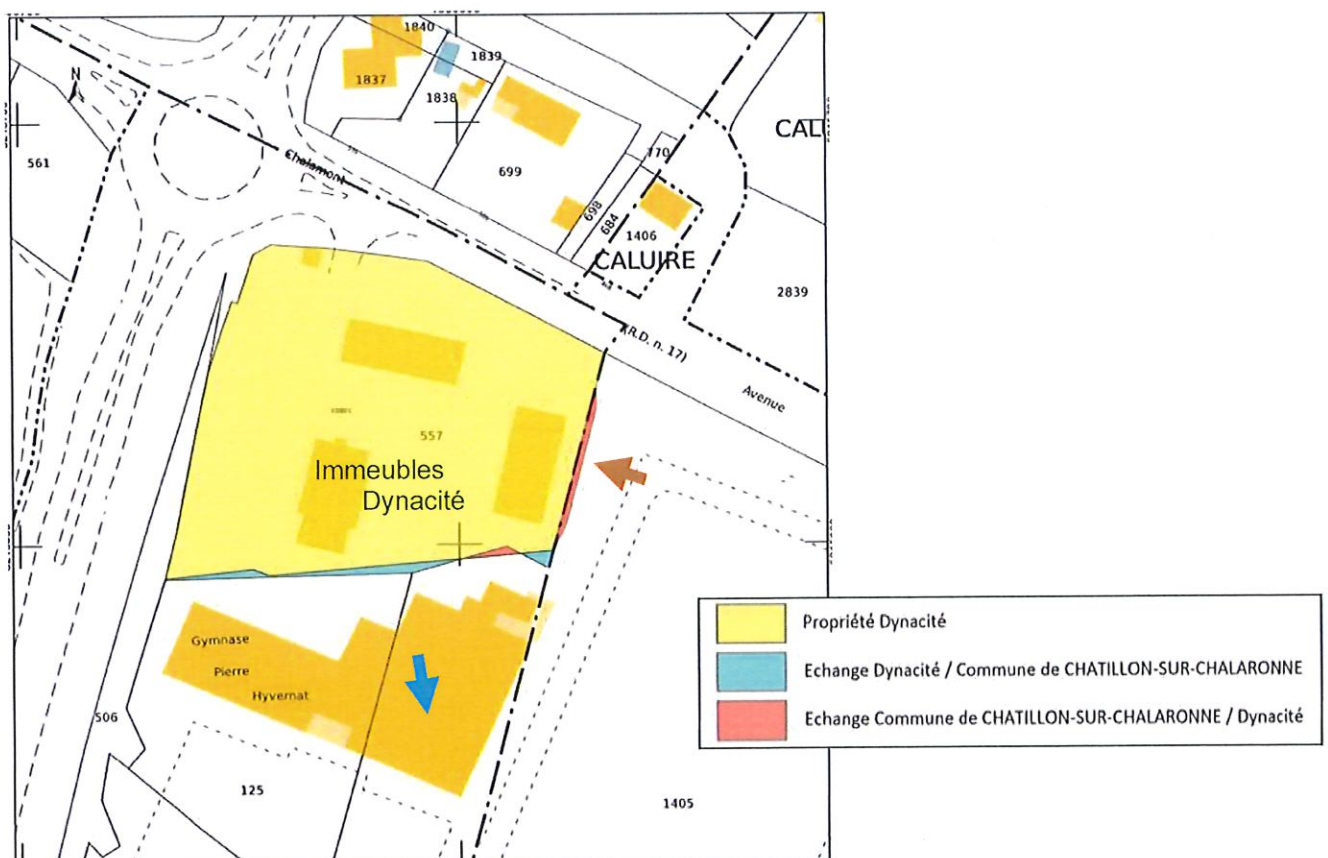 1840
1839
1837
1838
N
CALU
561
Chalamont
770
699
698
684
1406
CALUIRE
2839
(R.D. n. 17)
Avenue
557
Immeubles
Dynacité
Propriété Dynacité
Echange Dynacité / Commune de CHATILLON-SUR-CHALARONNE
Echange Commune de CHATILLON-SUR-CHALARONNE / Dynacité
Gymnase
Pierre
Hyvernat
506
125
1405